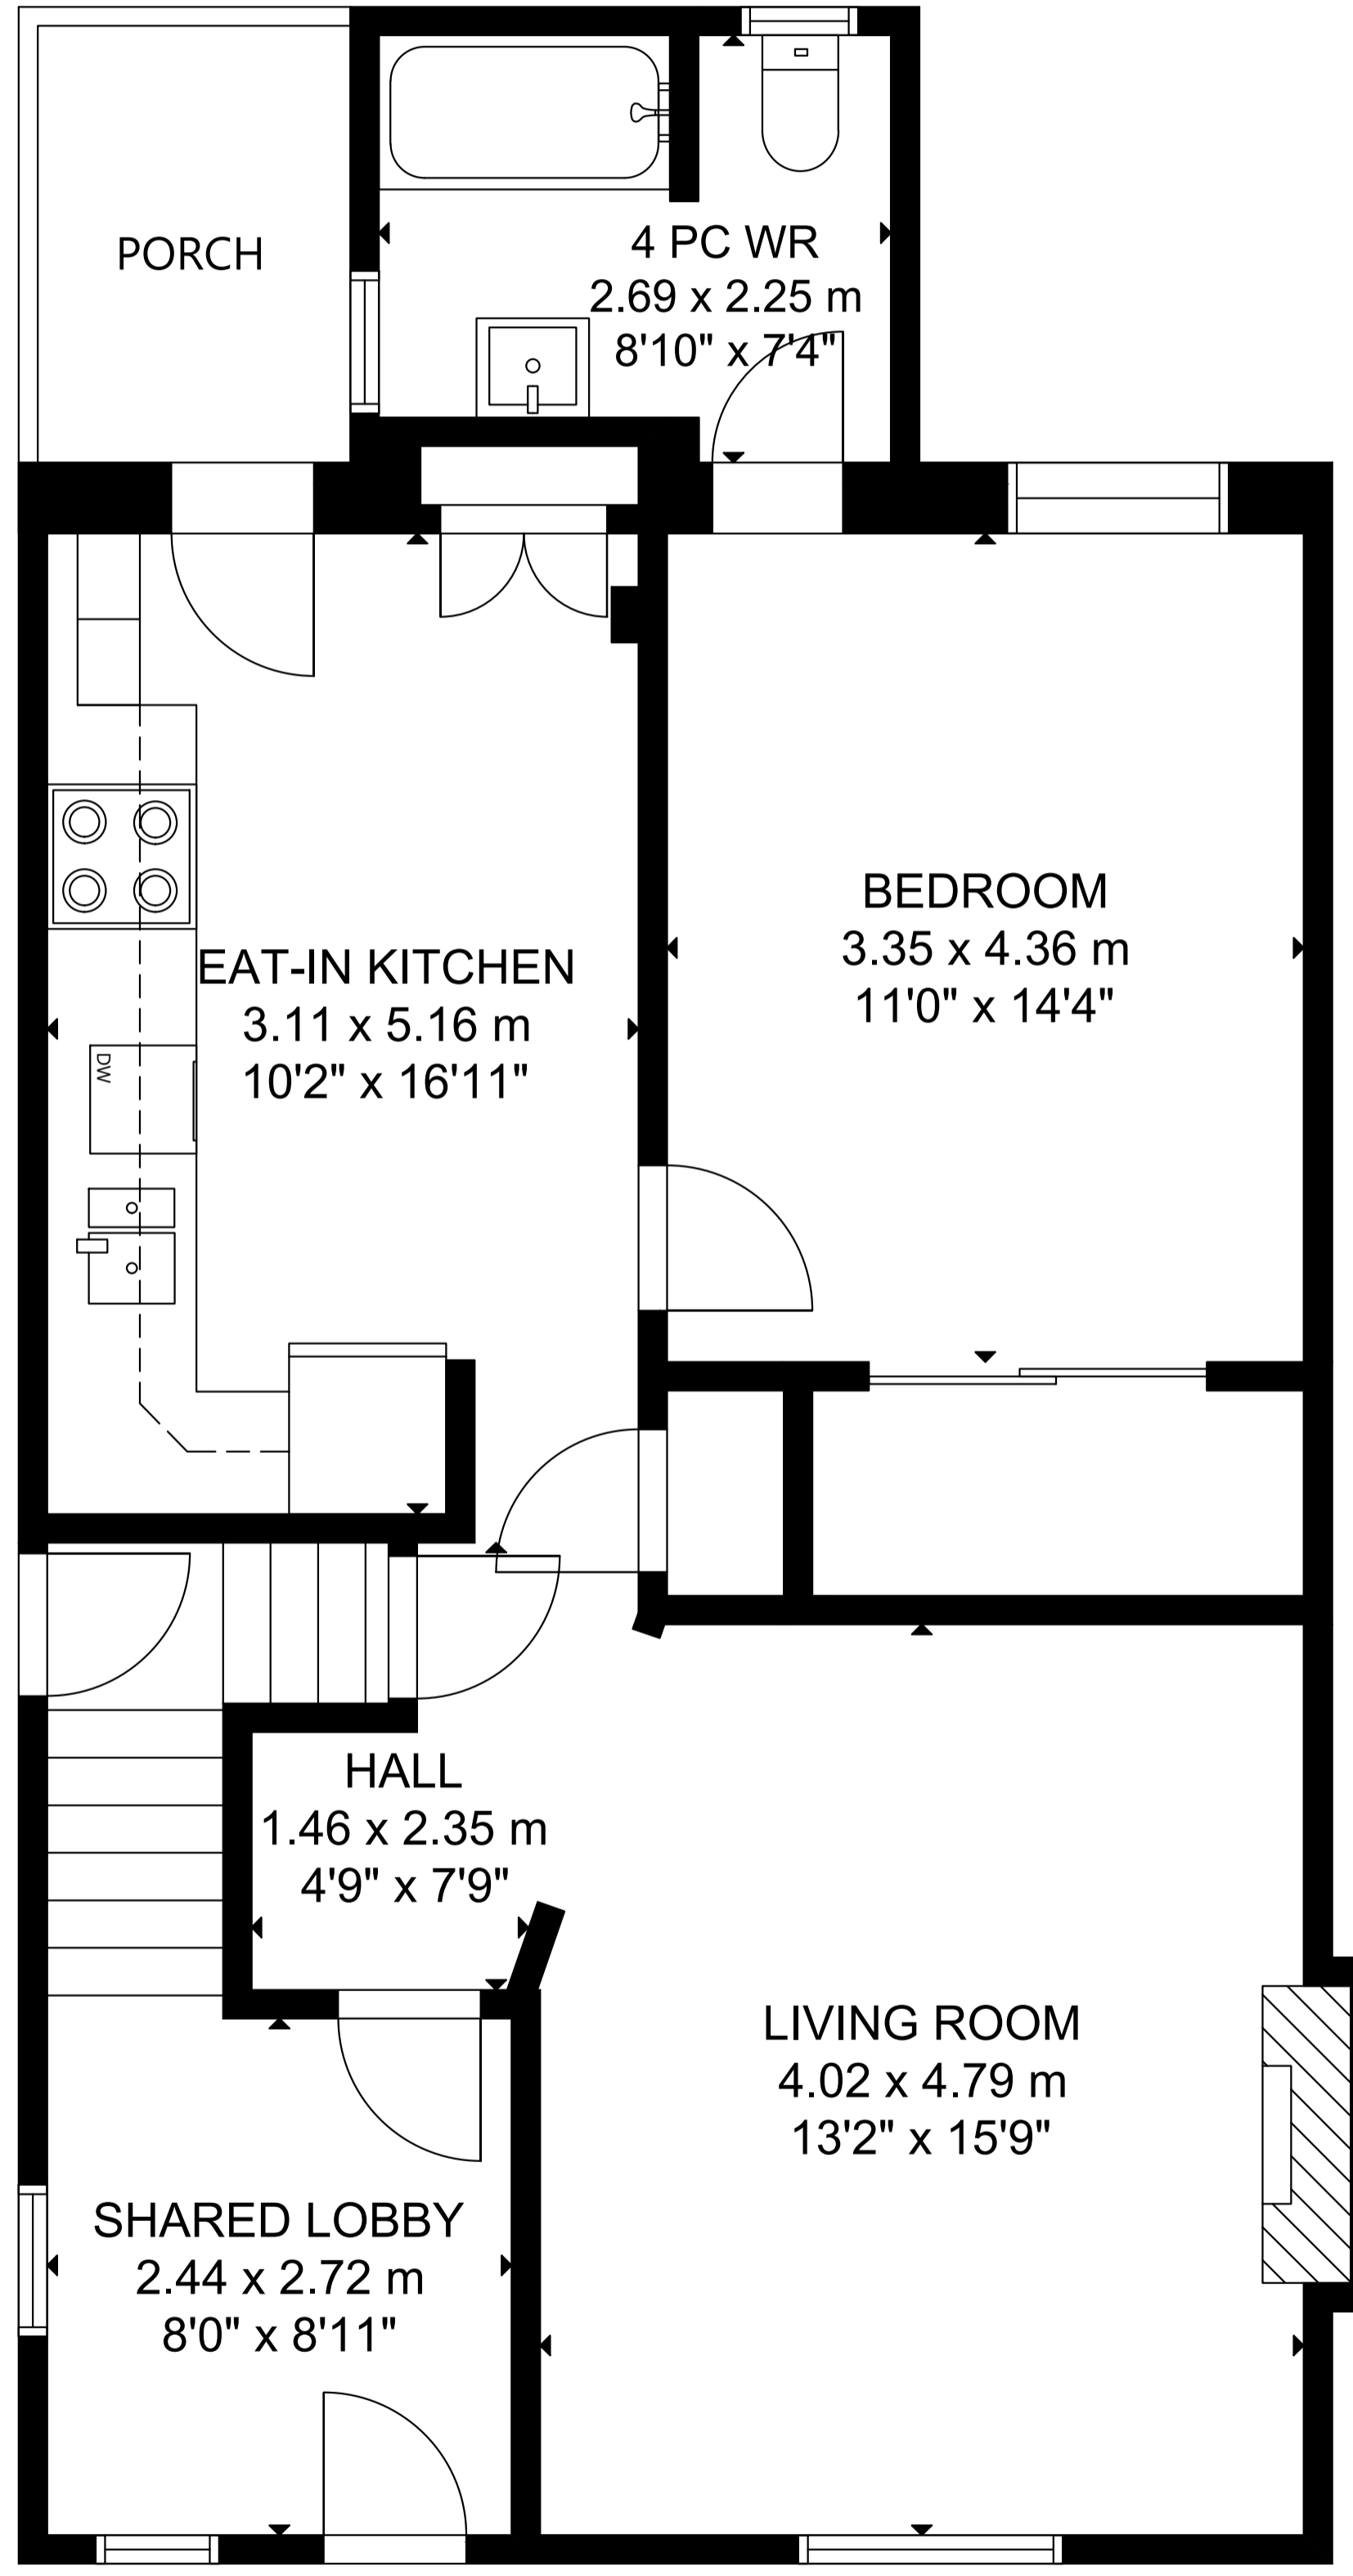 PORCH
4 PC WR
2.69 x 2.25 m
8'10" x 7'4"
BEDROOM
3.35 x 4.36 m
11'0" x 14'4"
EAT-IN KITCHEN
3.11 x 5.16 m
10'2" x 16'11"
DW
HALL
1.46 x 2.35 m
4'9" x 7'9"
LIVING ROOM
4.02 x 4.79 m
13'2" x 15'9"
SHARED LOBBY
2.44 x 2.72 m
8'0" x 8'11"